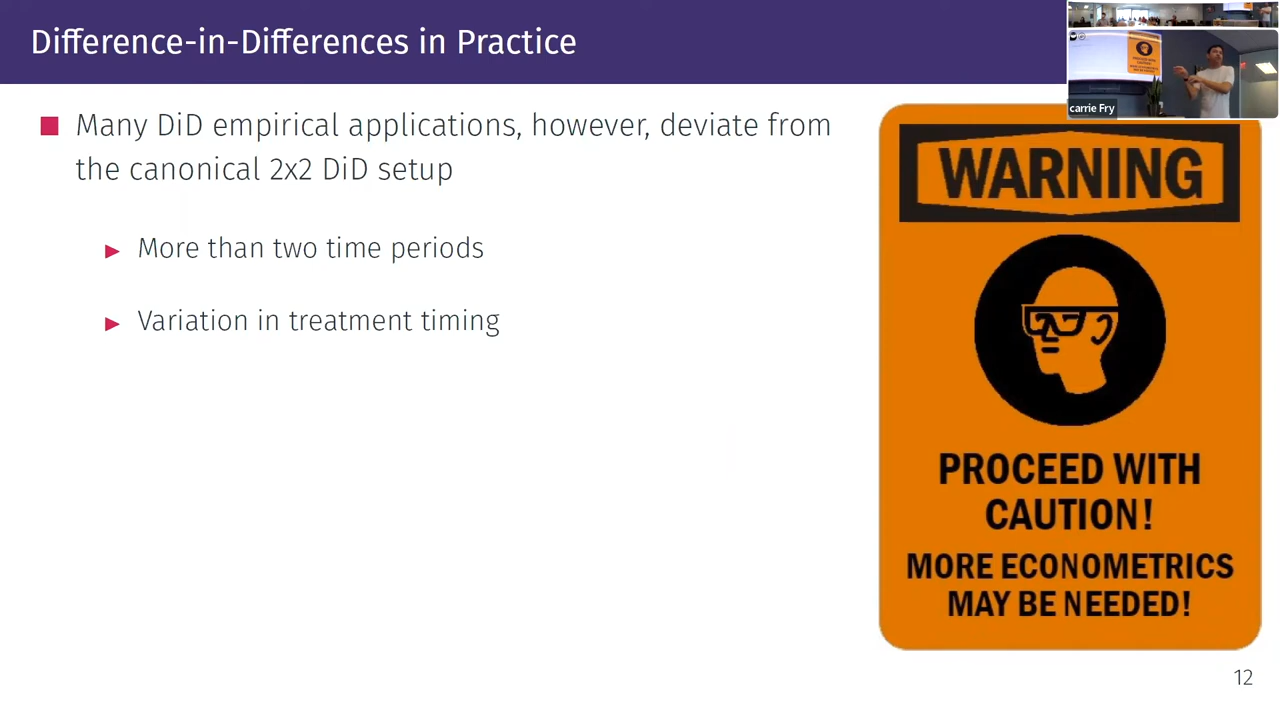 Difference-in-Differences in Practice
carrie Fry
■ Many DiD empirical applications, however, deviate from
the canonical 2x2 DiD setup
▶ More than two time periods
▶ Variation in treatment timing
WARNING
PROCEED WITH
CAUTION!
MORE ECONOMETRICS
MAY BE NEEDED!
12